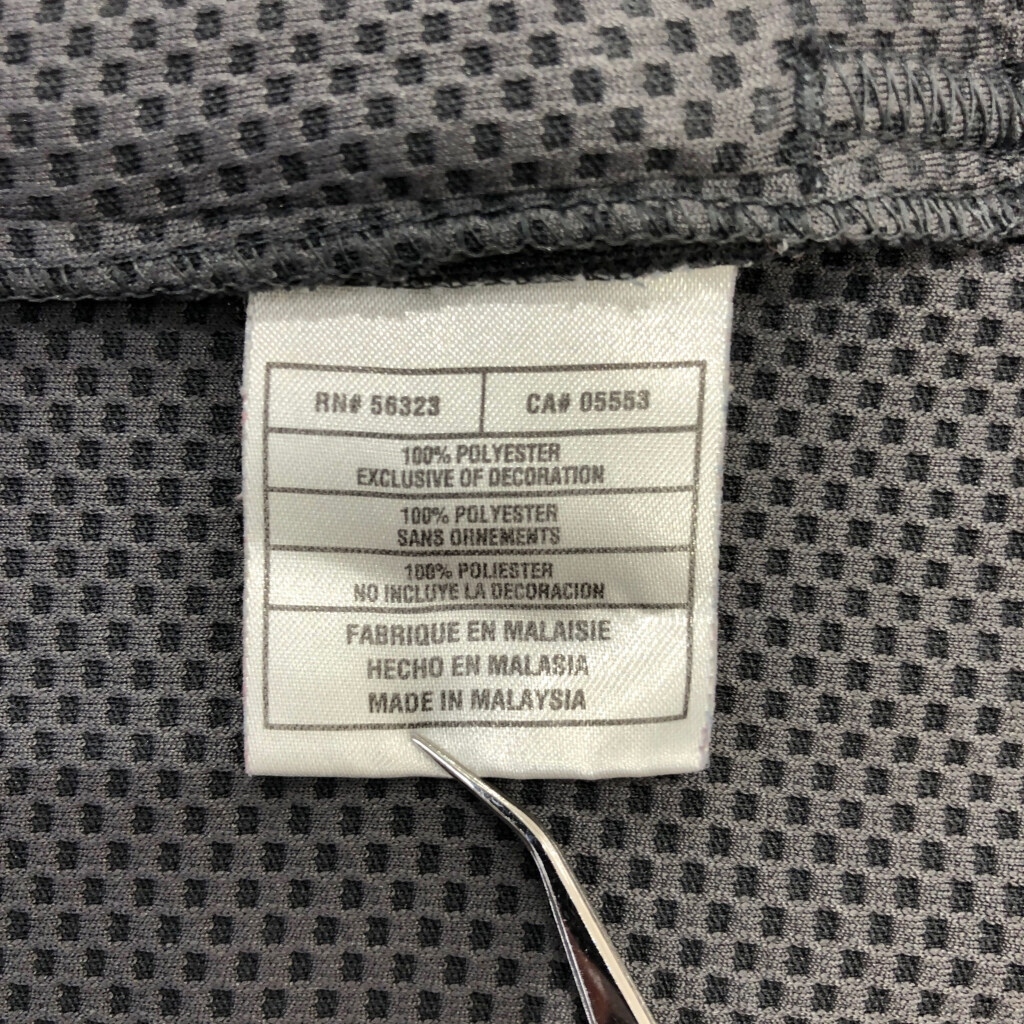 RN# 56323 CA# 05553
100% POLYESTER
EXCLUSIVE OF DECORATION
100% POLYESTER
SANS ORNEMENTS
100% POLIESTER
NO INCLUYE LA DECORACION
FABRIQUE EN MALAISIE
HECHO EN MALASIA
MADE IN MALAYSIA